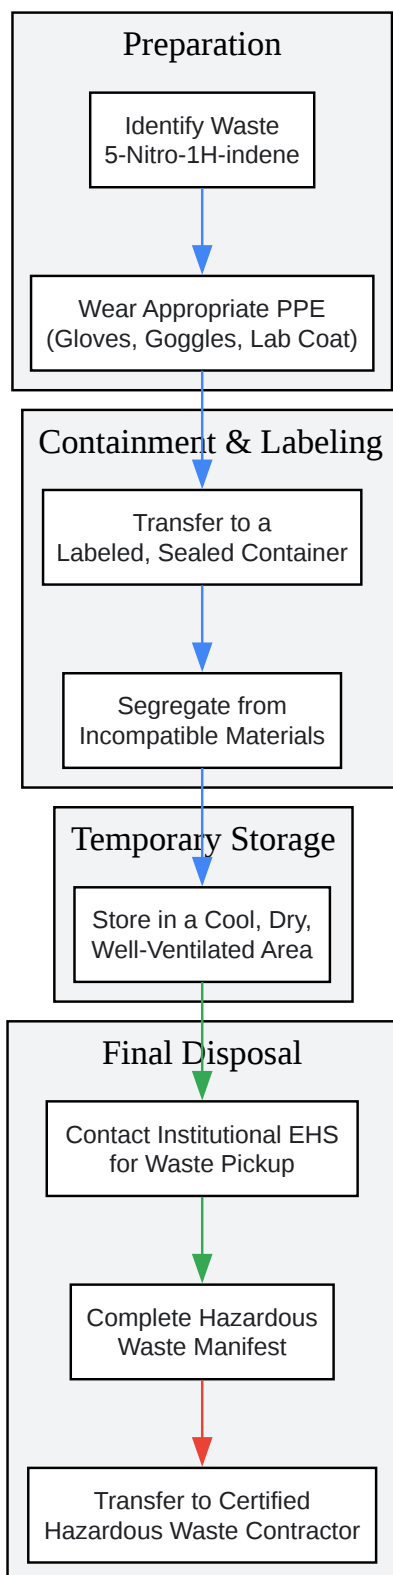 Preparation
Identify Waste
5-Nitro-1H-indene
Wear Appropriate PPE
(Gloves, Goggles, Lab Coat)
Containment & Labeling
Transfer to a
Labeled, Sealed Container
Segregate from
Incompatible Materials
Temporary Storage
Store in a Cool, Dry,
Well-Ventilated Area
Final Disposal
Contact Institutional EHS
for Waste Pickup
Complete Hazardous
Waste Manifest
Transfer to Certified
Hazardous Waste Contractor